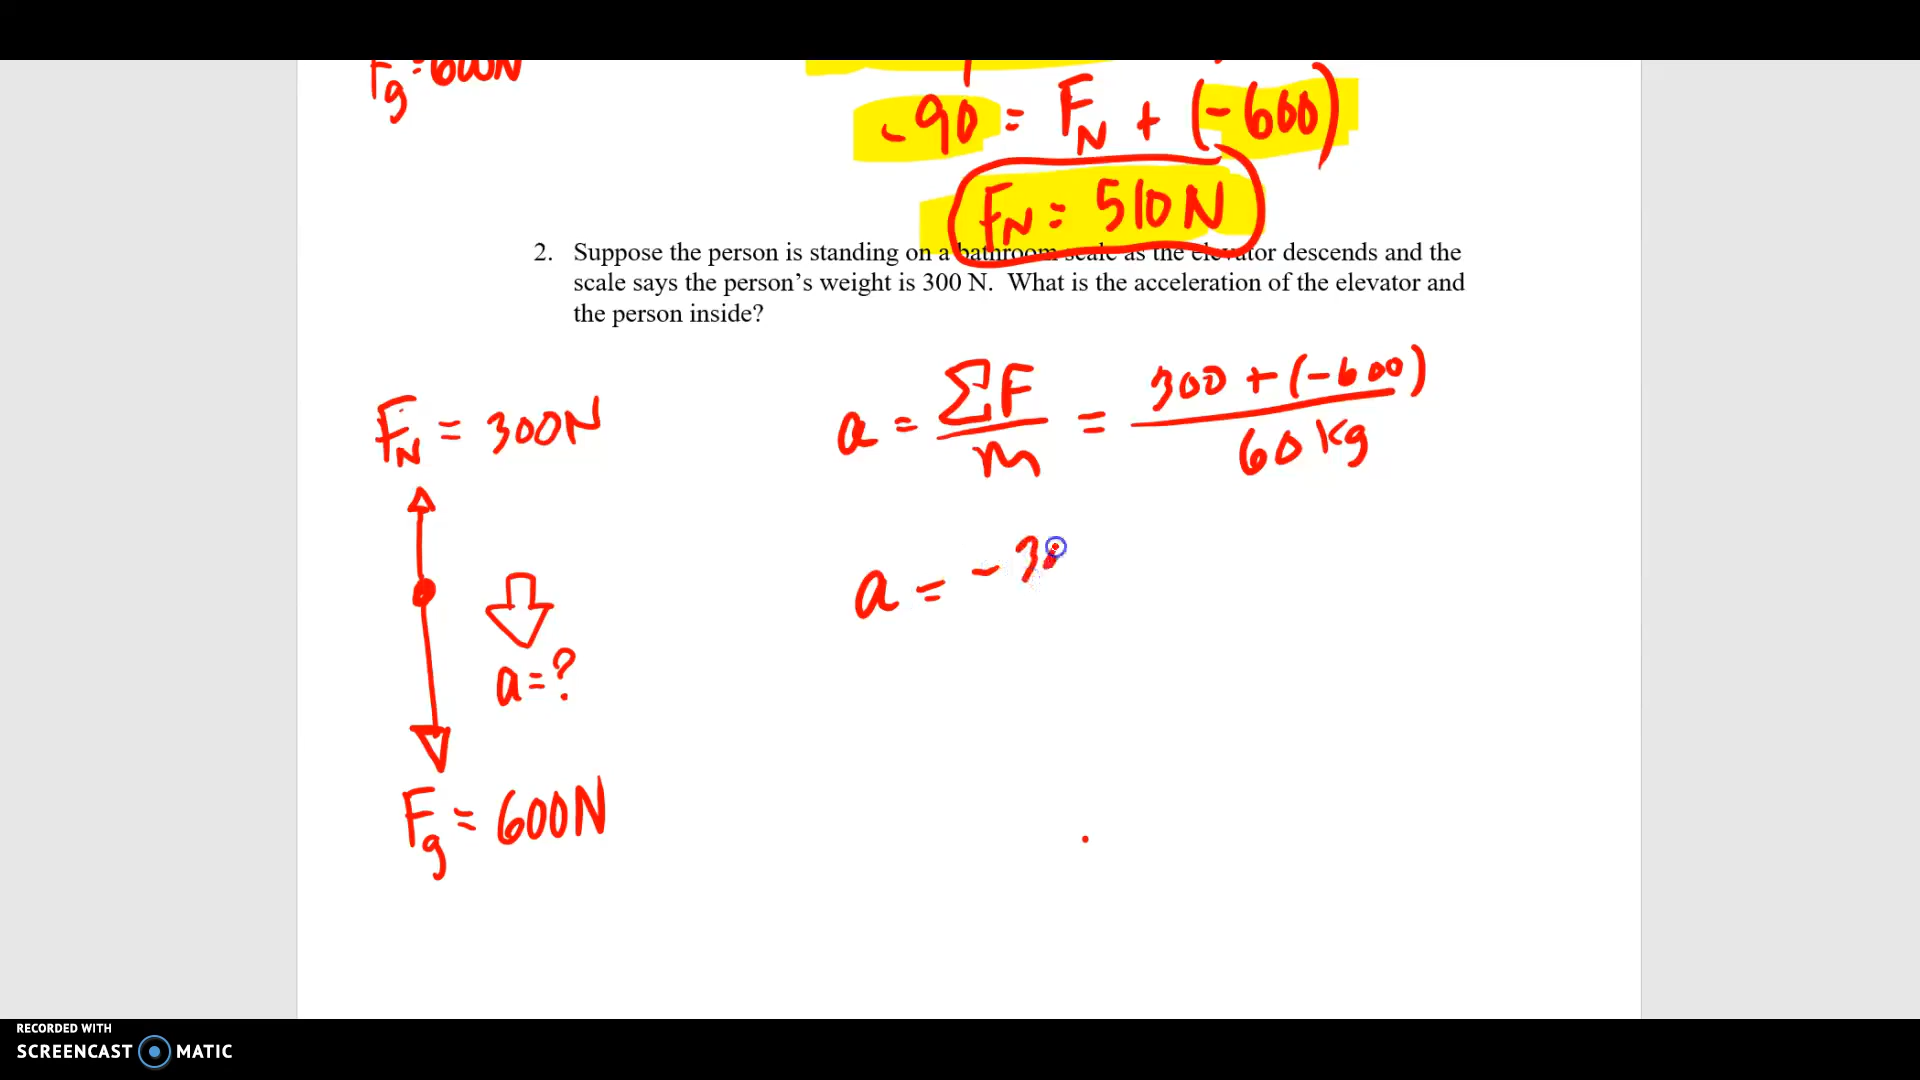 Fg = 600N
-90 = FN + (-600)
FN = 510 N
2. Suppose the person is standing on a bathroom scale as the elevator descends and the
scale says the person's weight is 300 N. What is the acceleration of the elevator and
the person inside?
a = ΣF / m = 300 + (-600) / 60 kg
FN = 300N
a = -30
a = ?
Fg = 600N
RECORDED WITH
SCREENCAST MATIC